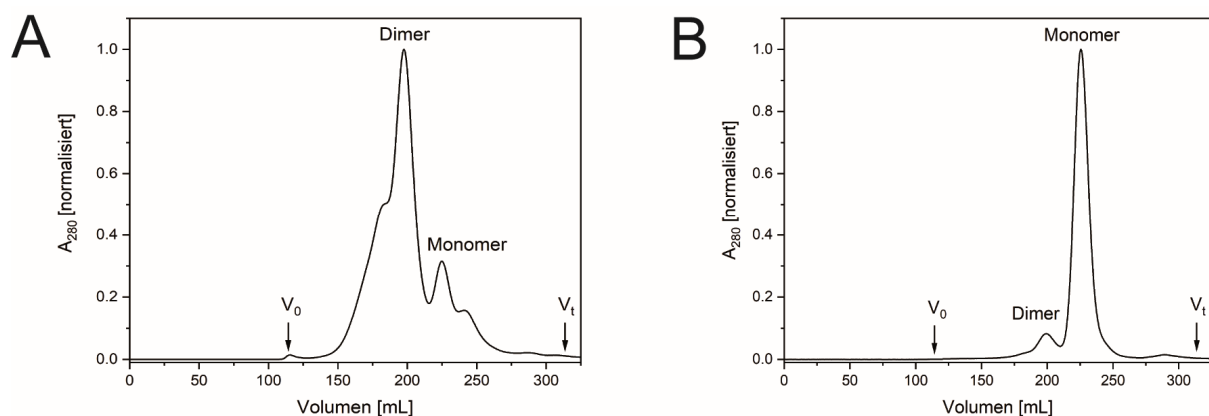 A
Dimer
Monomer
V₀
Vₜ
A₂₈₀ [normalisiert]
1.0
0.8
0.6
0.4
0.2
0.0
0 50 100 150 200 250 300
Volumen [mL]
B
Monomer
Dimer
V₀
Vₜ
A₂₈₀ [normalisiert]
1.0
0.8
0.6
0.4
0.2
0.0
0 50 100 150 200 250 300
Volumen [mL]